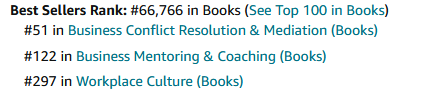 Best Sellers Rank: #66,766 in Books (See Top 100 in Books)
#51 in Business Conflict Resolution & Mediation (Books)
#122 in Business Mentoring & Coaching (Books)
#297 in Workplace Culture (Books)